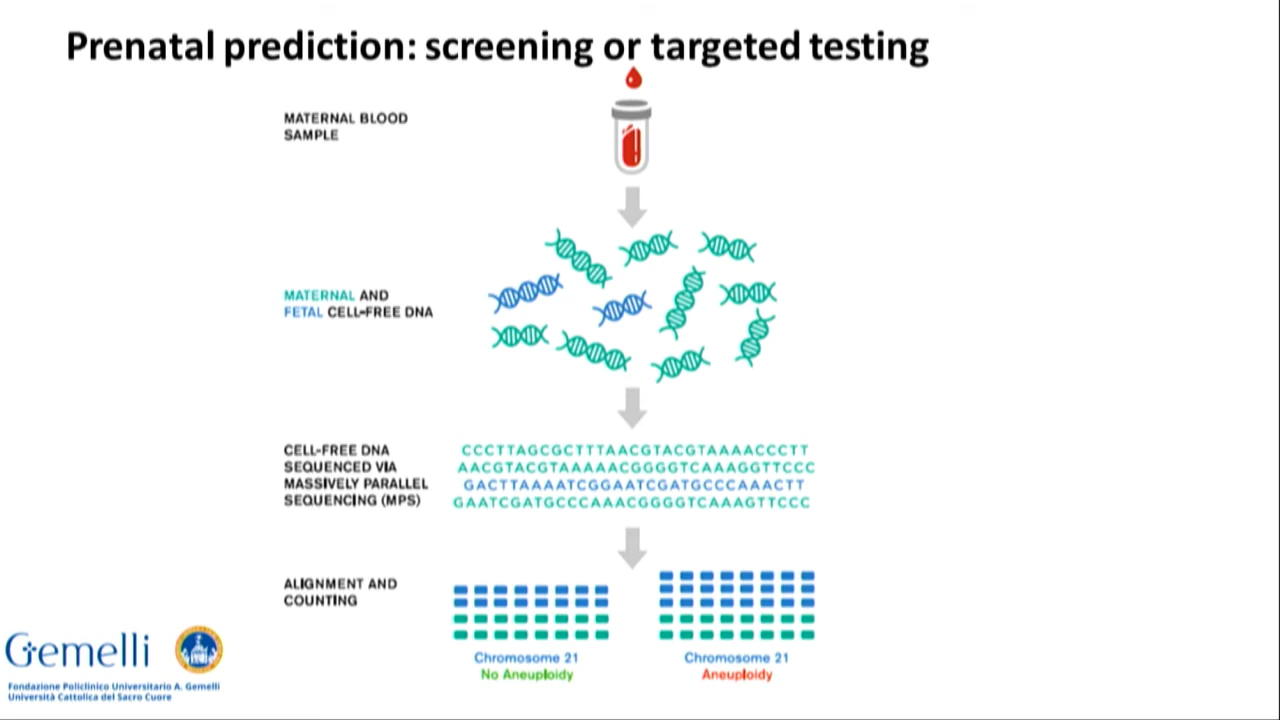 Prenatal prediction: screening or targeted testing
MATERNAL BLOOD
SAMPLE
MATERNAL AND
FETAL CELL-FREE DNA
CELL-FREE DNA
SEQUENCED VIA
MASSIVELY PARALLEL
SEQUENCING (MPS)
CCCTTAGCGCTTTAACGTACGTAAAACCCTT
AACGTACGTAAAAACGGGGTCAAAGGTTCCC
GACTTAAAATCGGAATCGATGCCCAAACTT
GAATCGATGCCCAAACGGGGTCAAAGTTCCC
ALIGNMENT AND
COUNTING
Chromosome 21
No Aneuploidy
Chromosome 21
Aneuploidy
Gemelli
Fondazione Policlinico Universitario A. Gemelli
Università Cattolica del Sacro Cuore